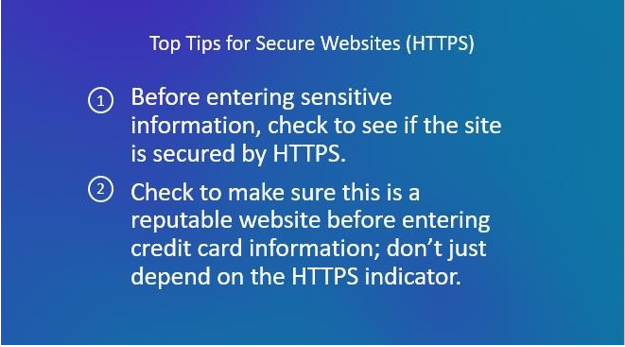 Top Tips for Secure Websites (HTTPS)
1 Before entering sensitive
information, check to see if the site
is secured by HTTPS.
2 Check to make sure this is a
reputable website before entering
credit card information; don’t just
depend on the HTTPS indicator.